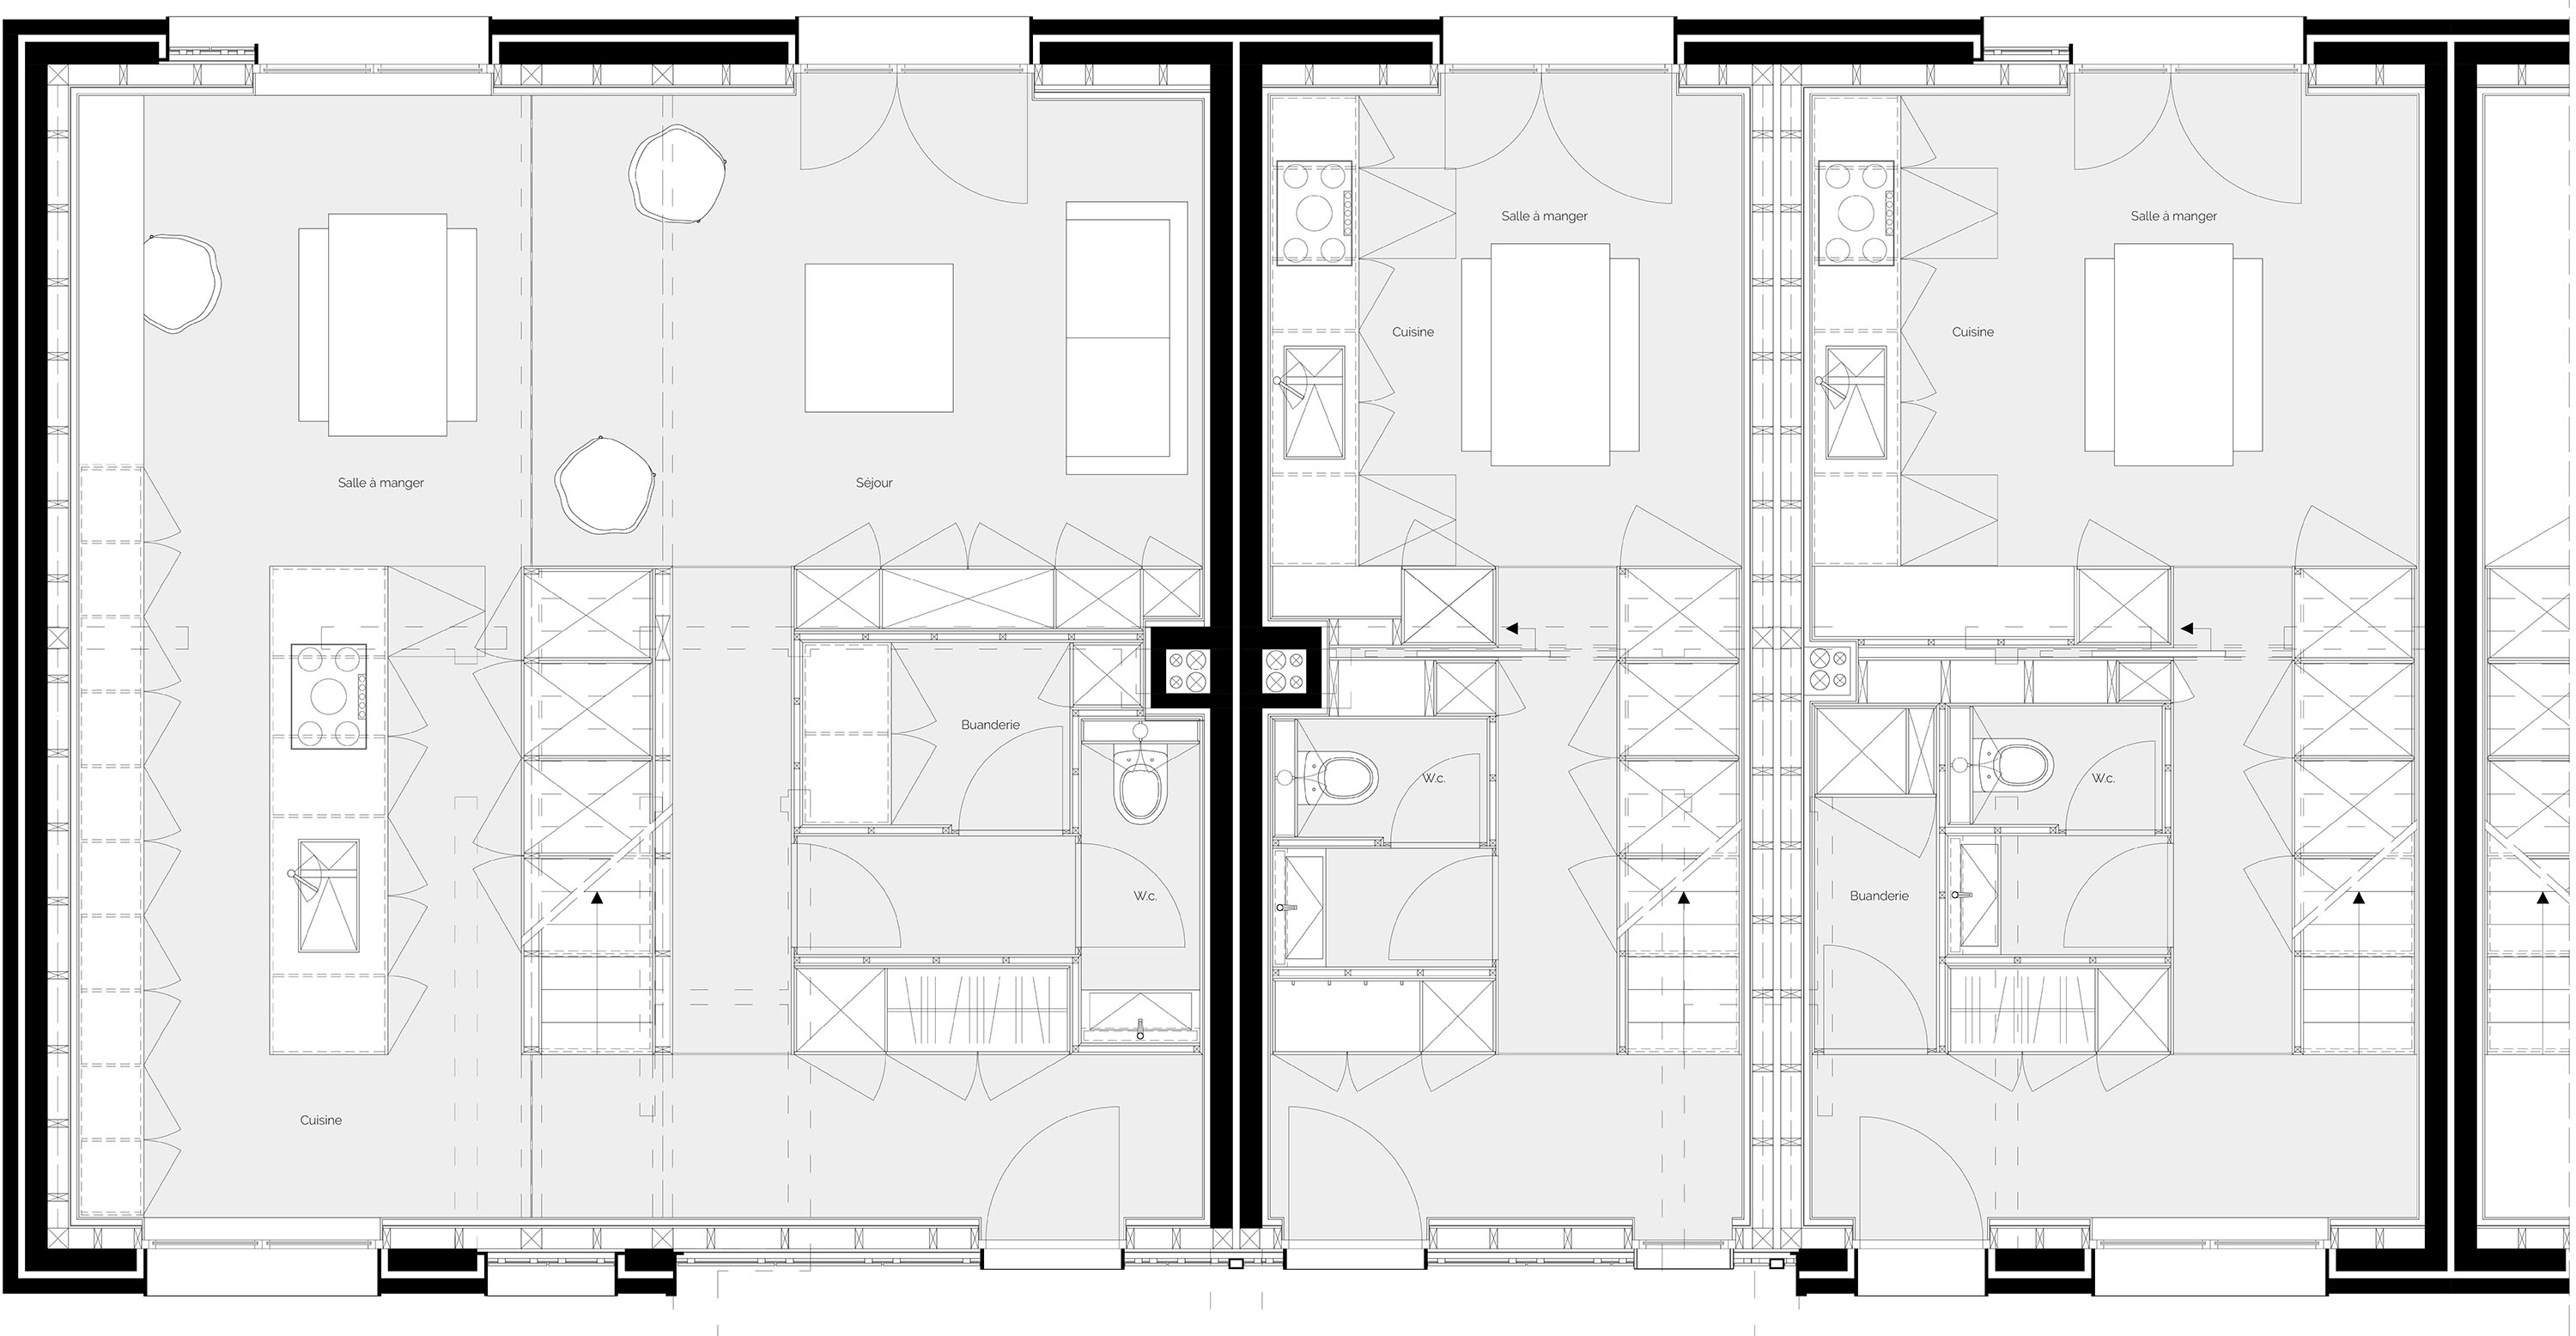 Salle à manger
Salle à manger
Cuisine
Cuisine
Salle à manger
Séjour
Buanderie
W.c.
W.c.
W.c.
Buanderie
Cuisine